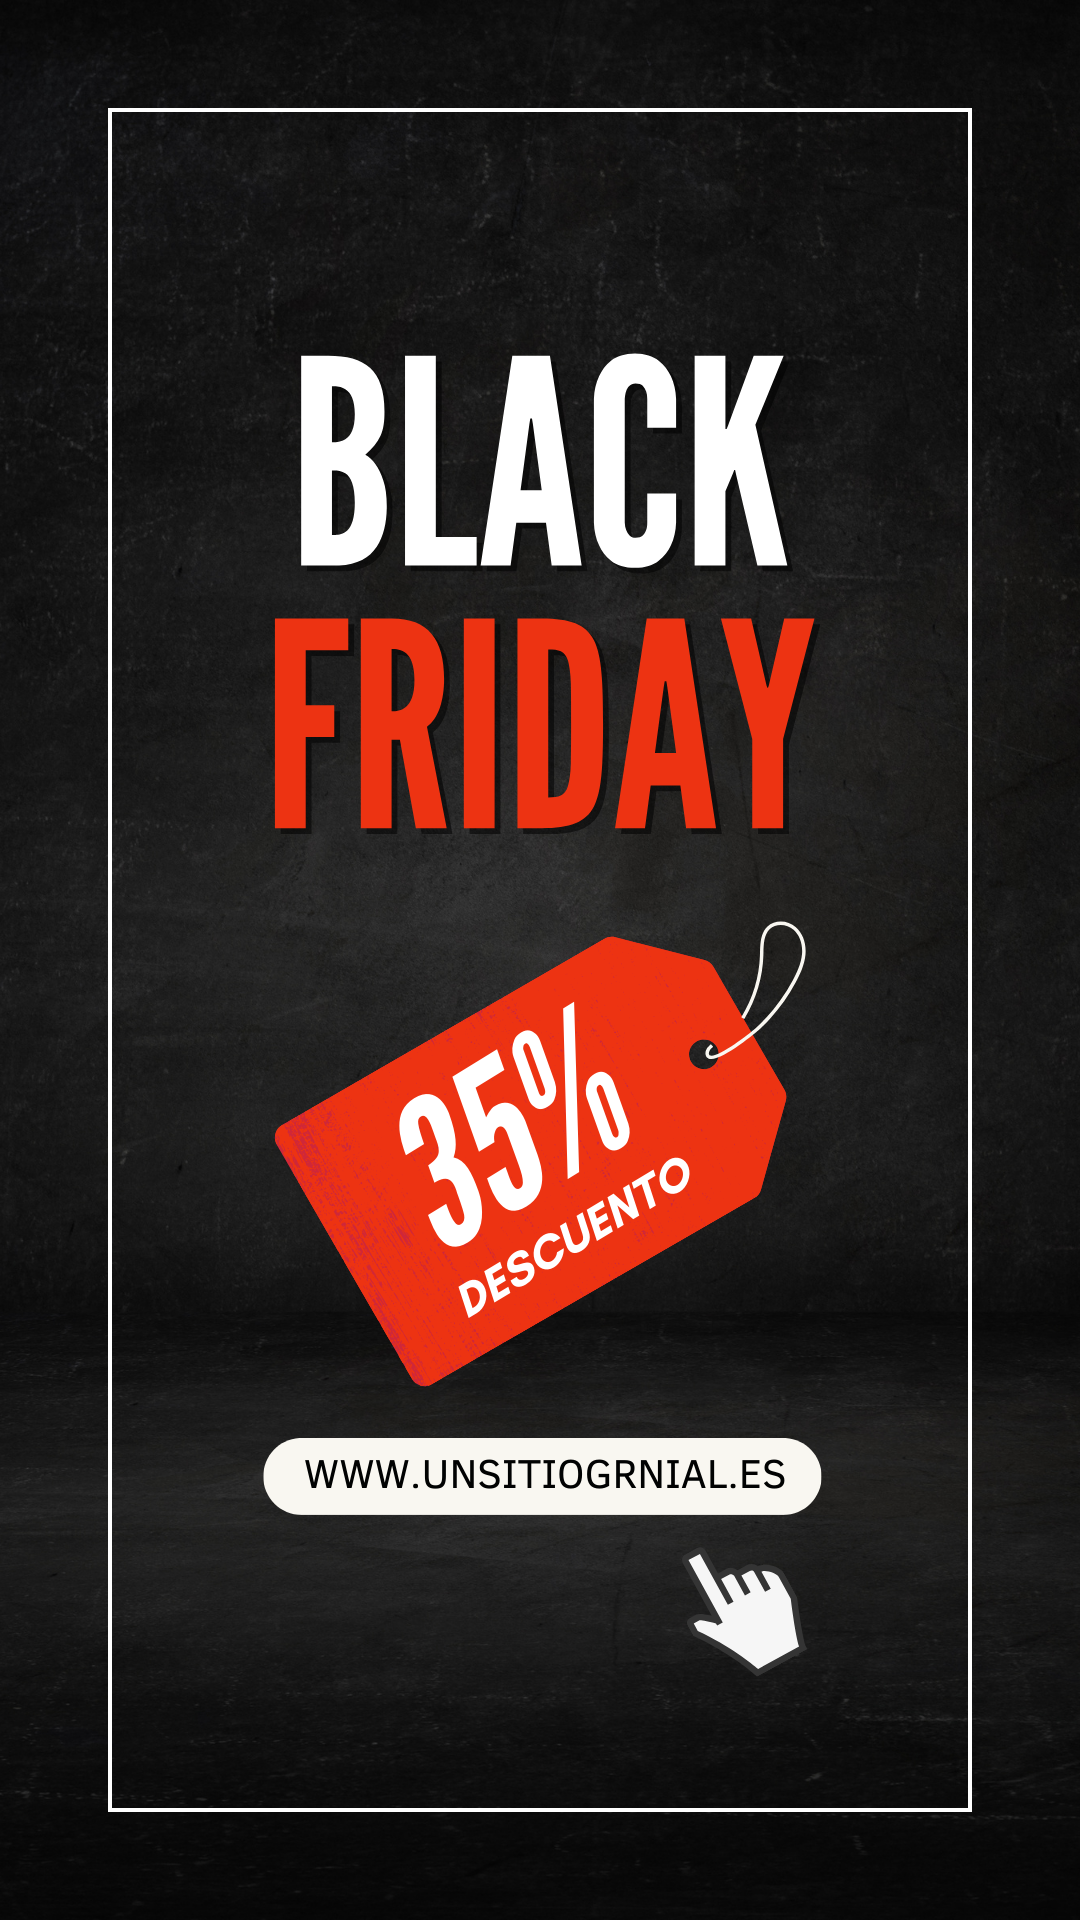 BLACK
FRIDAY
35%
DESCUENTO
WWW.UNSITIOGRNIAL.ES